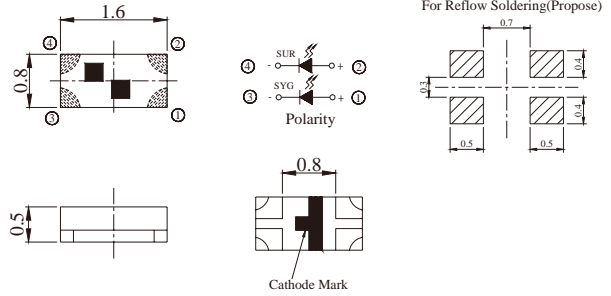 For Reflow Soldering(Propose)
1.6
0.7
④
②
0.8
④ - SUR + ②
③ - SYG + ①
Polarity
③
①
0.3
0.4
0.4
0.5
0.5
0.5
0.8
Cathode Mark